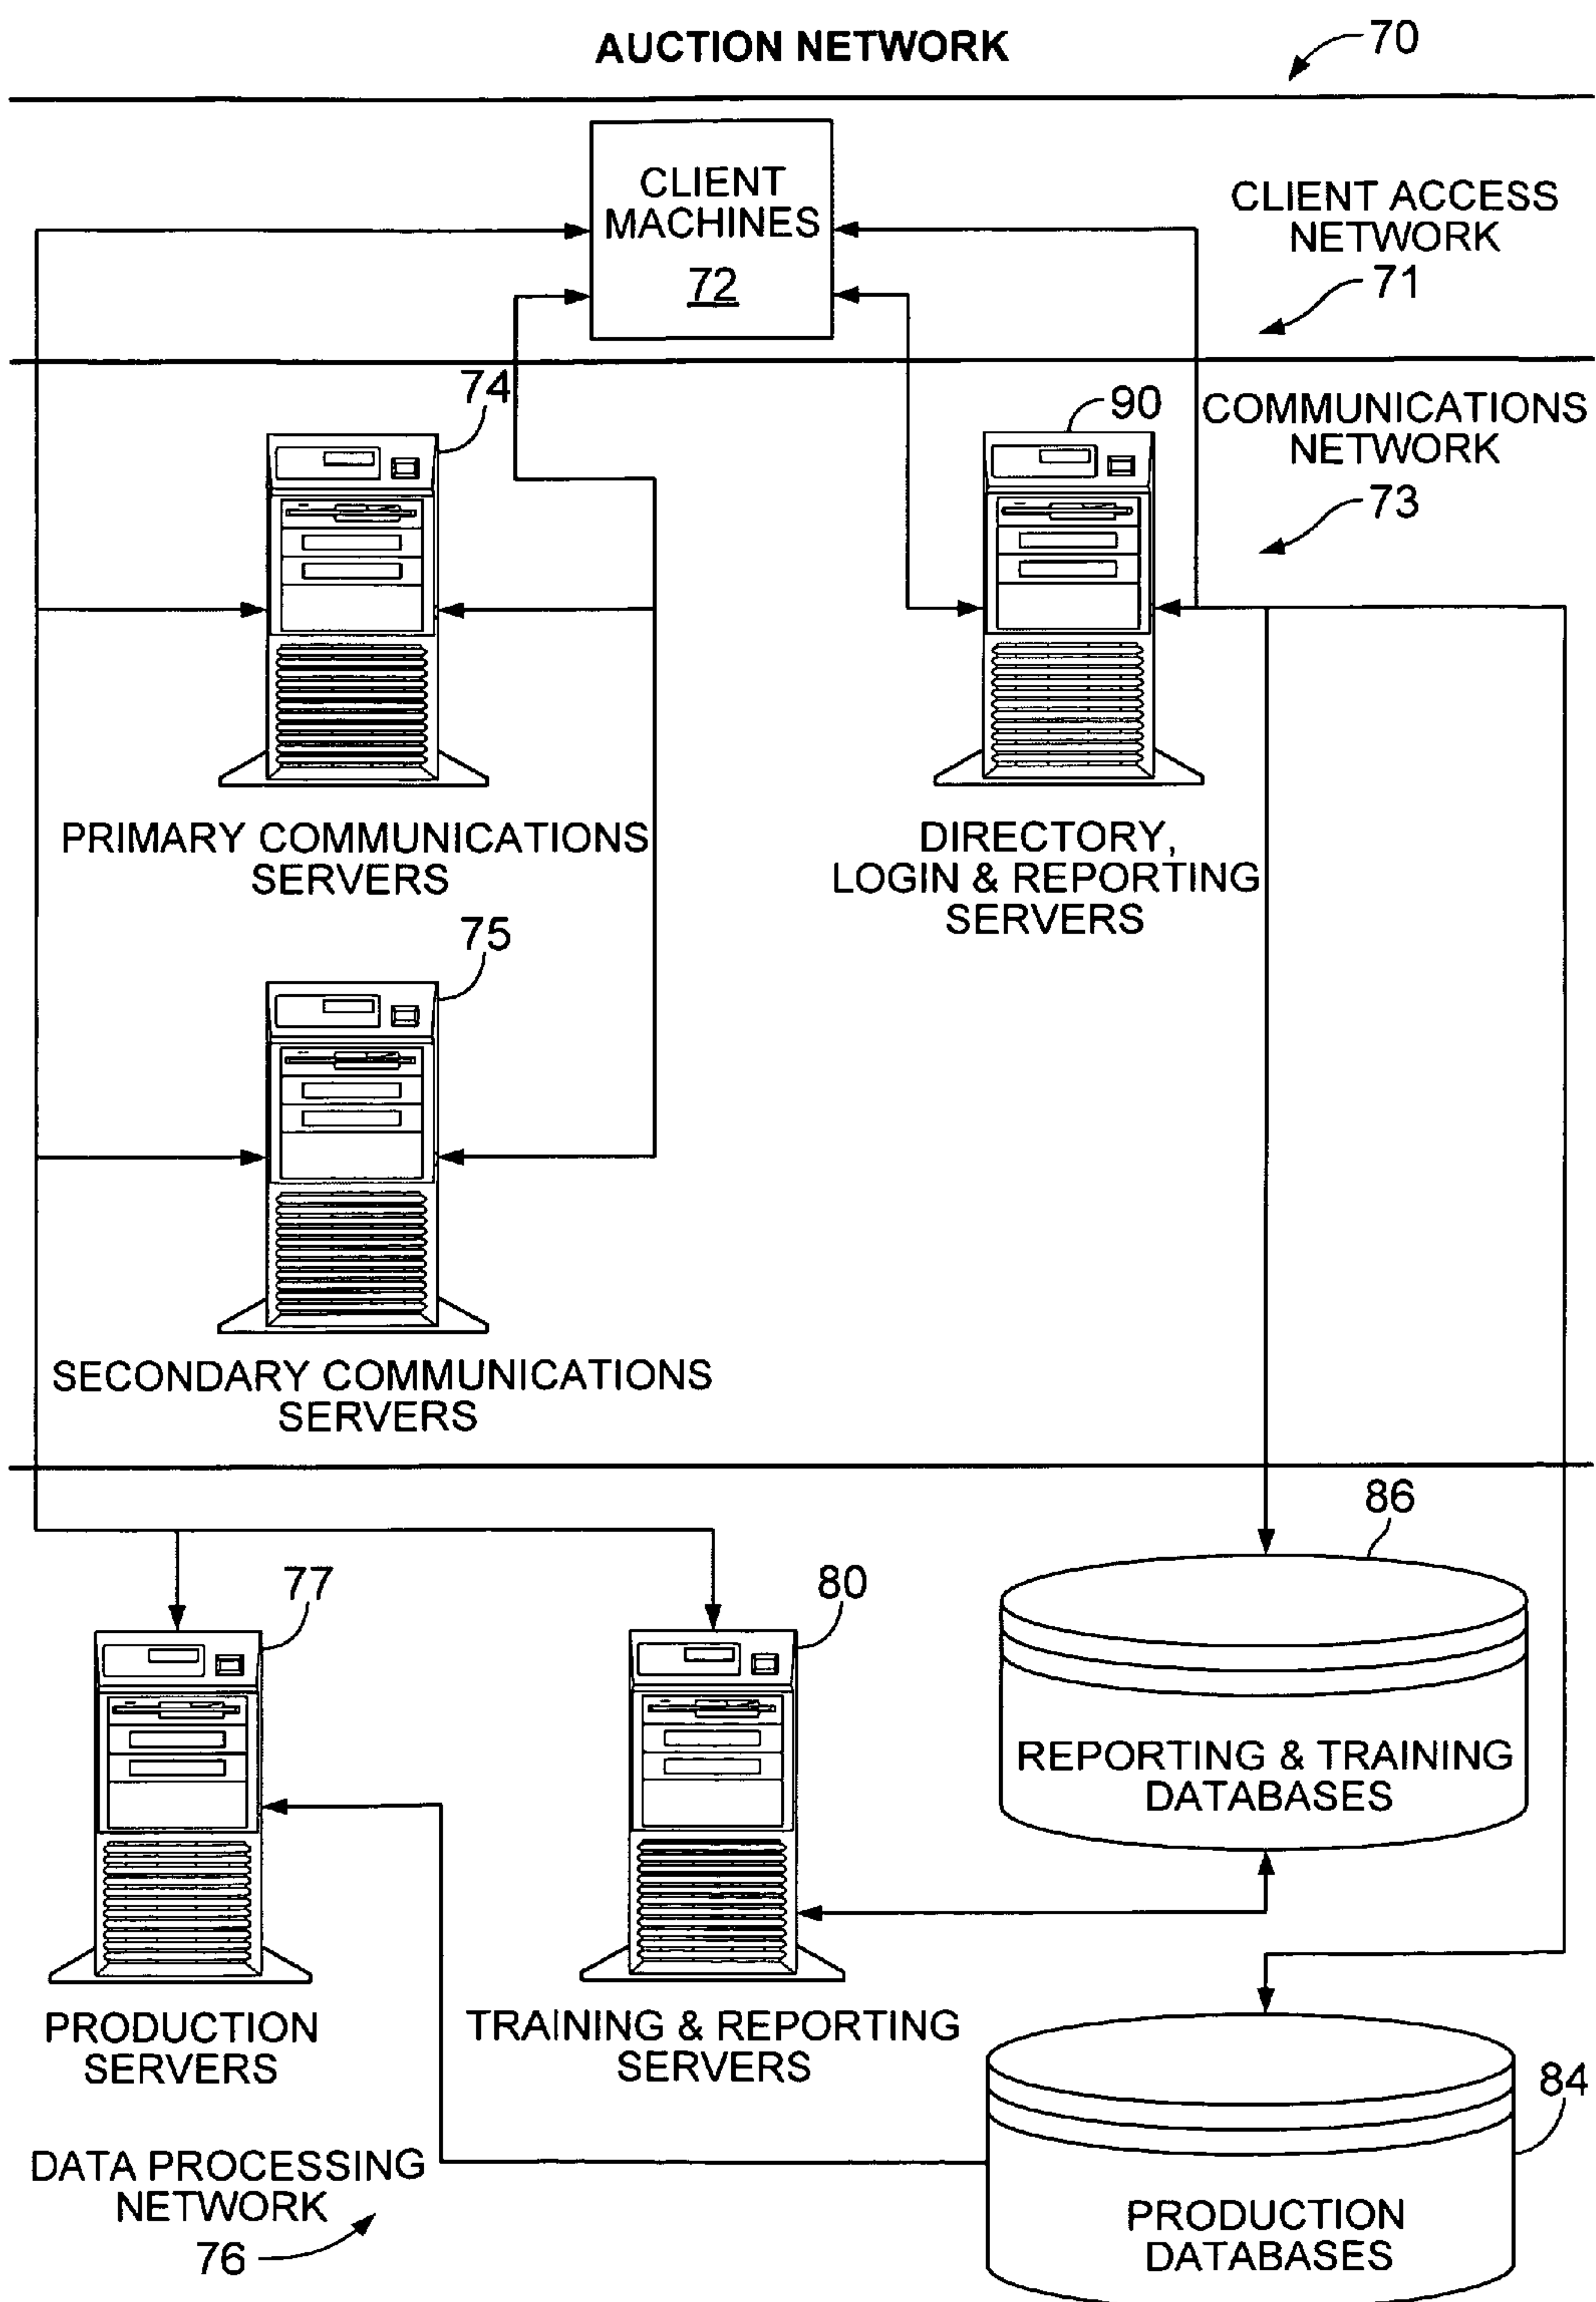 AUCTION NETWORK
70
CLIENT
MACHINES
72
CLIENT ACCESS
NETWORK
71
74
90
COMMUNICATIONS
NETWORK
73
PRIMARY COMMUNICATIONS
SERVERS
DIRECTORY,
LOGIN & REPORTING
SERVERS
75
SECONDARY COMMUNICATIONS
SERVERS
86
77
80
REPORTING & TRAINING
DATABASES
PRODUCTION
SERVERS
TRAINING & REPORTING
SERVERS
84
DATA PROCESSING
NETWORK
76
PRODUCTION
DATABASES